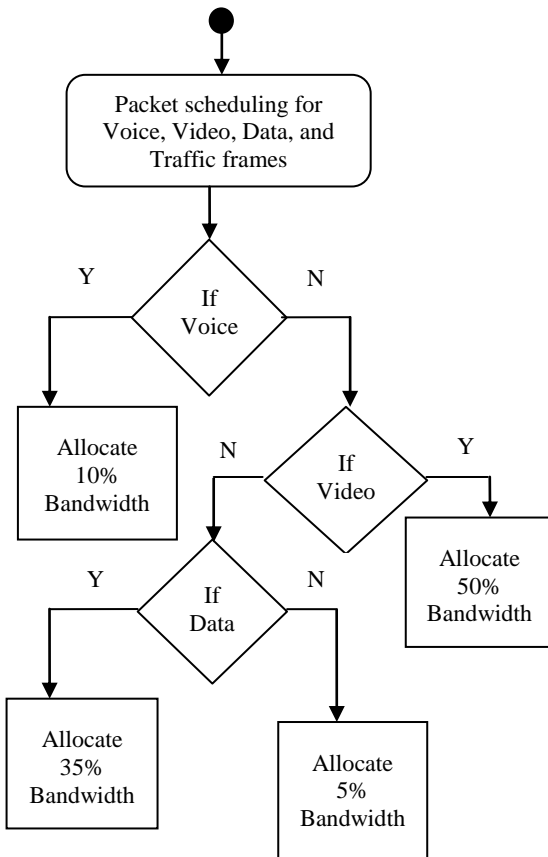 Packet scheduling for
Voice, Video, Data, and
Traffic frames
Y
N
If
Voice
Allocate
10%
Bandwidth
N
Y
If
Video
Allocate
50%
Bandwidth
Y
N
If
Data
Allocate
35%
Bandwidth
Allocate
5%
Bandwidth